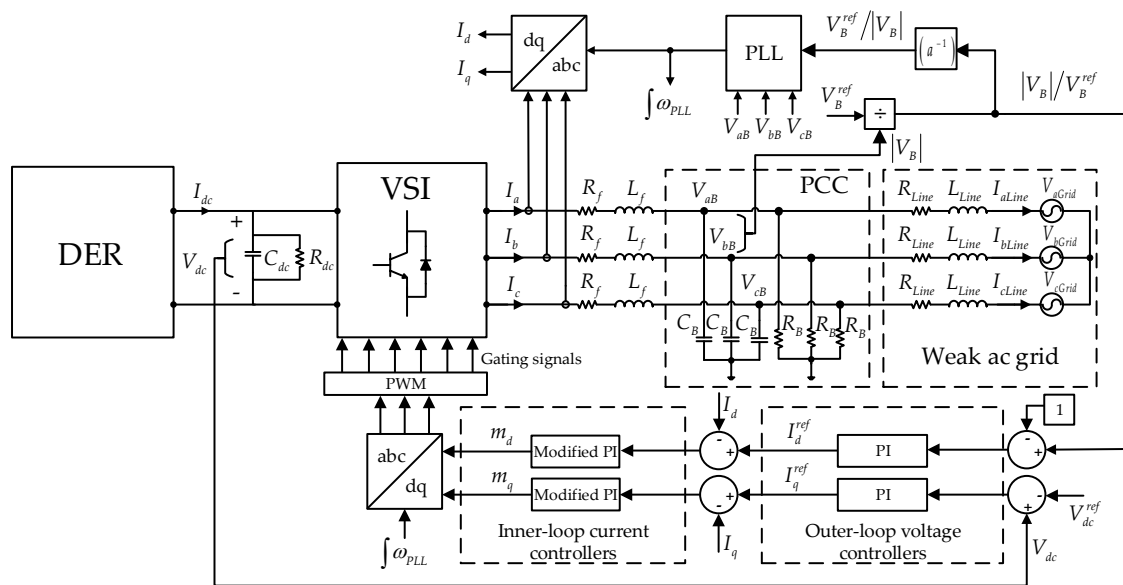 I_d
I_q
dq
abc
∫ω_PLL
PLL
V_aB
V_bB
V_cB
V_B^ref/|V_B|
(a^-1)
V_B^ref
÷
|V_B|/V_B^ref
|V_B|
DER
I_dc
+
V_dc
-
C_dc
R_dc
VSI
I_a
I_b
I_c
R_f
L_f
R_f
L_f
R_f
L_f
PCC
V_aB
V_bB
V_cB
C_B
C_B
C_B
R_B
R_B
R_B
R_Line
L_Line
I_aLine
V_aGrid
R_Line
L_Line
I_bLine
V_bGrid
R_Line
L_Line
I_cLine
V_cGrid
Weak ac grid
Gating signals
PWM
abc
dq
∫ω_PLL
m_d
m_q
Modified PI
Modified PI
Inner-loop current
controllers
I_d
-
+
+
-
I_q
I_d^ref
I_q^ref
PI
PI
Outer-loop voltage
controllers
1
-
+
-
+
V_dc^ref
V_dc